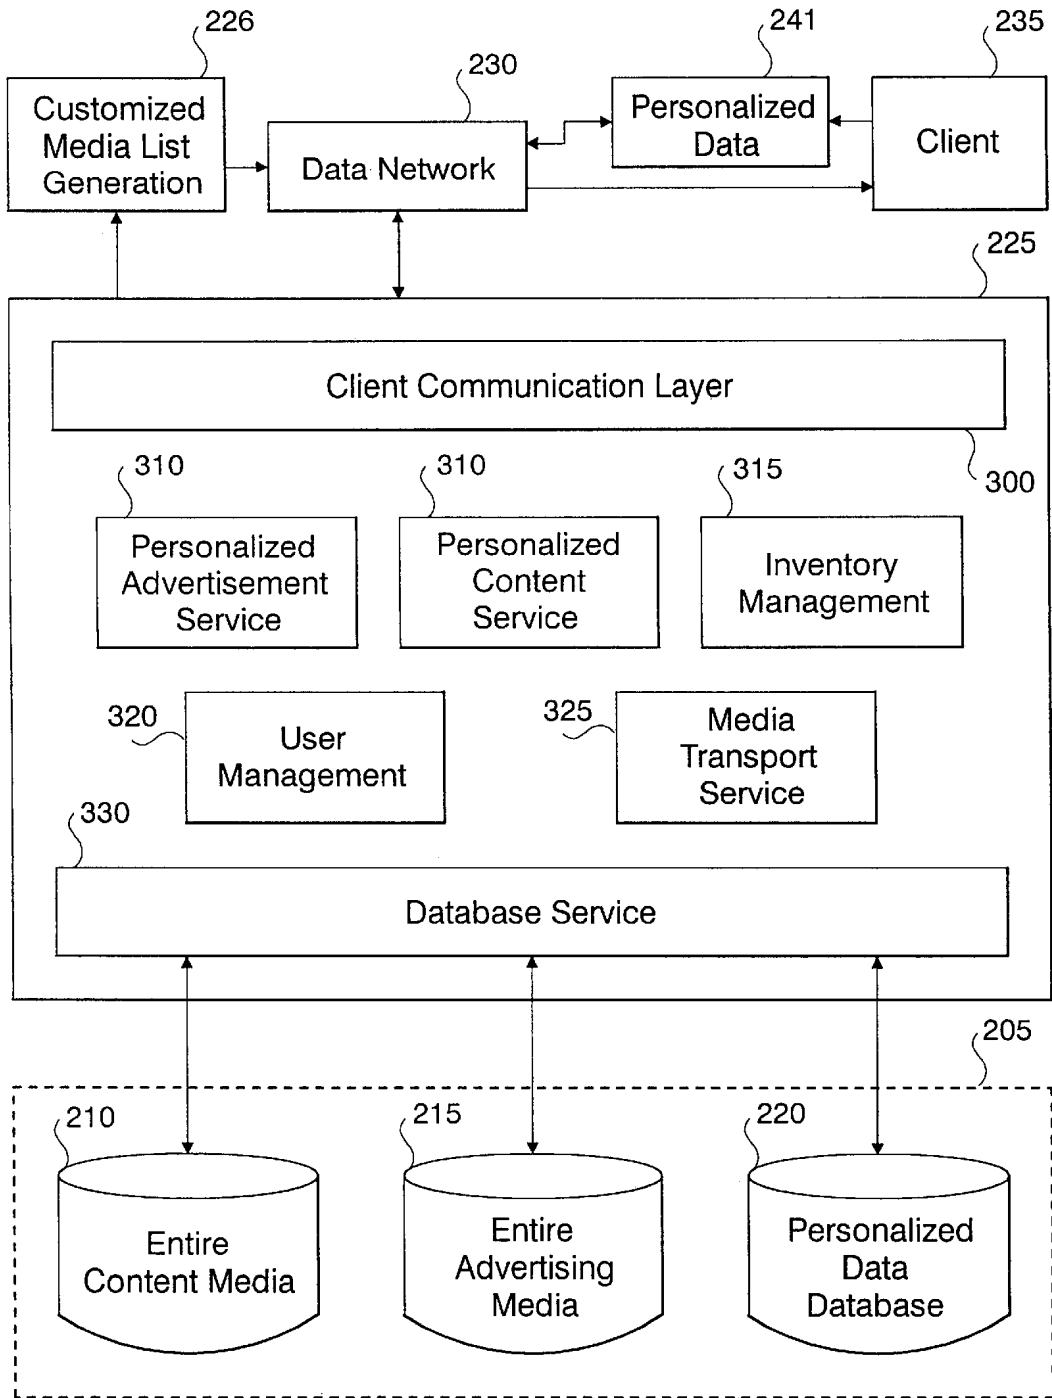 226
241
235
230
Customized
Media List
Generation
Data Network
Personalized
Data
Client
225
Client Communication Layer
300
310
310
315
Personalized
Advertisement
Service
Personalized
Content
Service
Inventory
Management
320
User
Management
325
Media
Transport
Service
330
Database Service
205
210
215
220
Entire
Content Media
Entire
Advertising
Media
Personalized
Data
Database